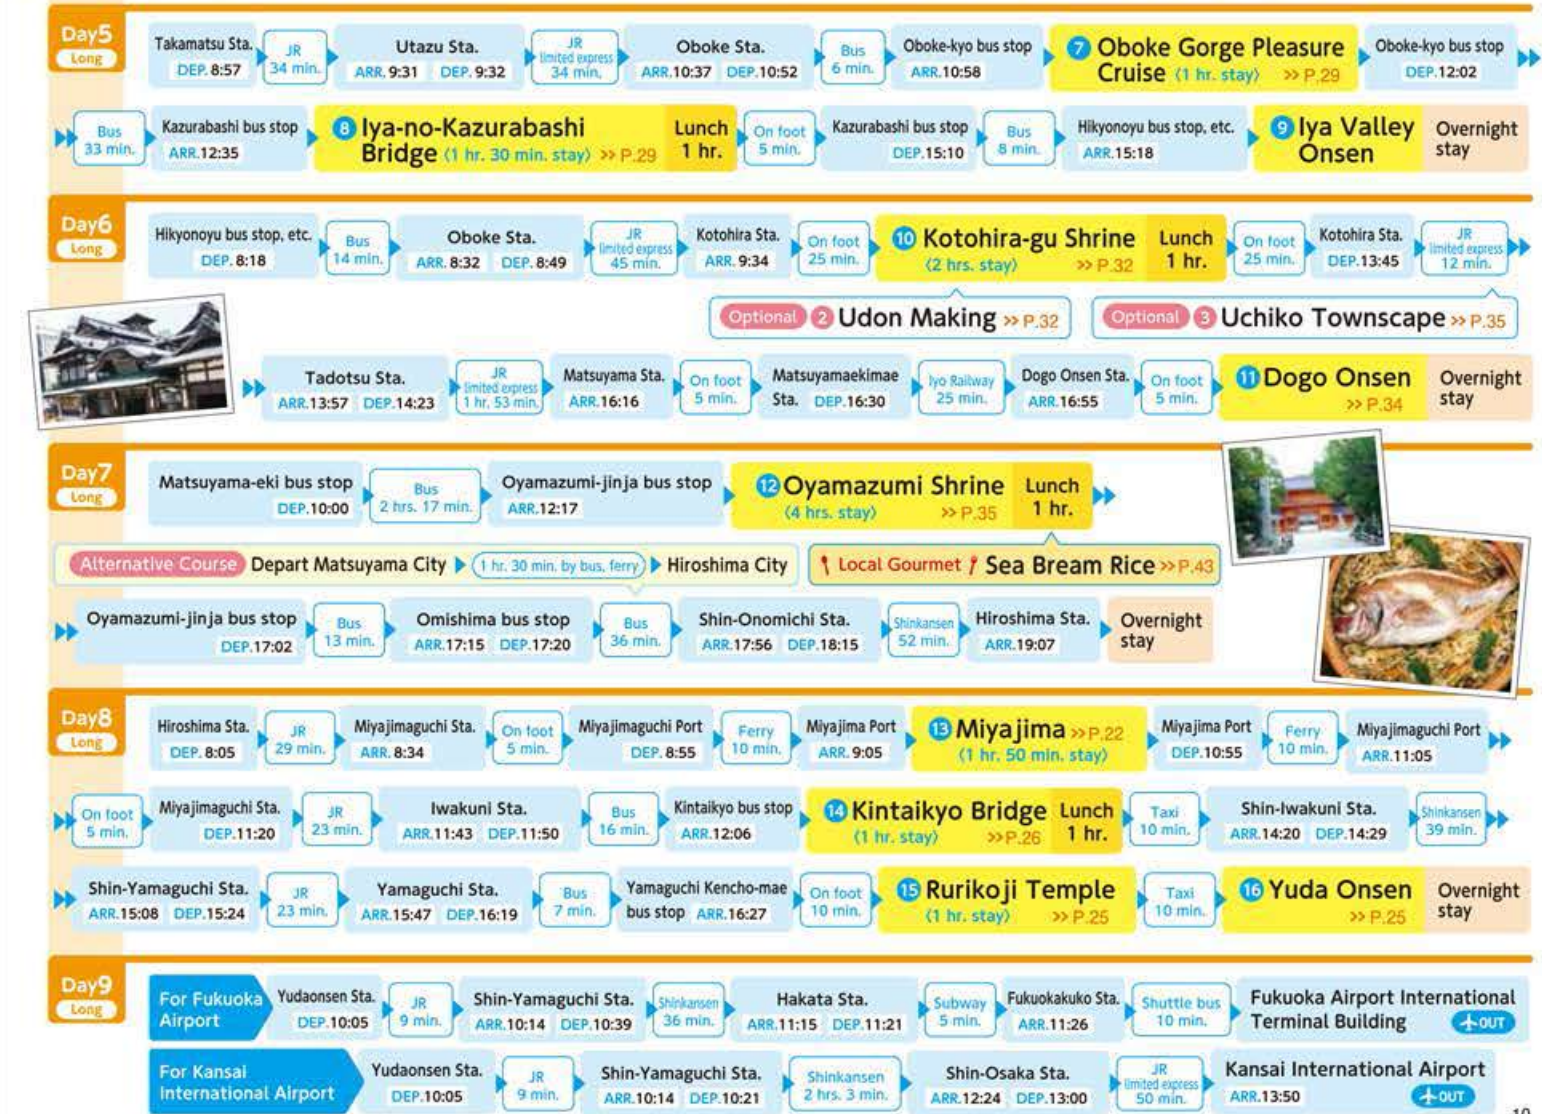 Day5
Long
Takamatsu Sta.
DEP. 8:57
JR
34 min.
Utazu Sta.
ARR. 9:31 DEP. 9:32
JR
limited express
34 min.
Oboke Sta.
ARR.10:37 DEP.10:52
Bus
6 min.
Oboke-kyo bus stop
ARR.10:58
7 Oboke Gorge Pleasure
Cruise (1 hr. stay) >> P.29
Oboke-kyo bus stop
DEP.12:02
Bus
33 min.
Kazurabashi bus stop
ARR.12:35
8 Iya-no-Kazurabashi
Bridge (1 hr. 30 min. stay) >> P.29
Lunch
1 hr.
On foot
5 min.
Kazurabashi bus stop
DEP.15:10
Bus
8 min.
Hikyonoyu bus stop, etc.
ARR.15:18
9 Iya Valley
Onsen
Overnight
stay
Day6
Long
Hikyonoyu bus stop, etc.
DEP. 8:18
Bus
14 min.
Oboke Sta.
ARR. 8:32 DEP. 8:49
JR
limited express
45 min.
Kotohira Sta.
ARR. 9:34
On foot
25 min.
10 Kotohira-gu Shrine
(2 hrs. stay) >> P.32
Lunch
1 hr.
On foot
25 min.
Kotohira Sta.
DEP.13:45
JR
limited express
12 min.
Optional 2 Udon Making >> P.32
Optional 3 Uchiko Townscape >> P.35
Tadotsu Sta.
ARR.13:57 DEP.14:23
JR
limited express
1 hr. 53 min.
Matsuyama Sta.
ARR.16:16
On foot
5 min.
Matsuyamaekimae
Sta. DEP.16:30
Iyo Railway
25 min.
Dogo Onsen Sta.
ARR.16:55
On foot
5 min.
11 Dogo Onsen
>> P.34
Overnight
stay
Day7
Long
Matsuyama-eki bus stop
DEP.10:00
Bus
2 hrs. 17 min.
Oyamazumi-jinja bus stop
ARR.12:17
12 Oyamazumi Shrine
(4 hrs. stay) >> P.35
Lunch
1 hr.
Alternative Course Depart Matsuyama City 1 hr. 30 min. by bus, ferry Hiroshima City
Local Gourmet Sea Bream Rice >> P.43
Oyamazumi-jinja bus stop
DEP.17:02
Bus
13 min.
Omishima bus stop
ARR.17:15 DEP.17:20
Bus
36 min.
Shin-Onomichi Sta.
ARR.17:56 DEP.18:15
Shinkansen
52 min.
Hiroshima Sta.
ARR.19:07
Overnight
stay
Day8
Long
Hiroshima Sta.
DEP. 8:05
JR
29 min.
Miyajimaguchi Sta.
ARR. 8:34
On foot
5 min.
Miyajimaguchi Port
DEP. 8:55
Ferry
10 min.
Miyajima Port
ARR. 9:05
13 Miyajima >> P.22
(1 hr. 50 min. stay)
Miyajima Port
DEP.10:55
Ferry
10 min.
Miyajimaguchi Port
ARR.11:05
On foot
5 min.
Miyajimaguchi Sta.
DEP.11:20
JR
23 min.
Iwakuni Sta.
ARR.11:43 DEP.11:50
Bus
16 min.
Kintaikyo bus stop
ARR.12:06
14 Kintaikyo Bridge
(1 hr. stay) >> P.26
Lunch
1 hr.
Taxi
10 min.
Shin-Iwakuni Sta.
ARR.14:20 DEP.14:29
Shinkansen
39 min.
Shin-Yamaguchi Sta.
ARR.15:08 DEP.15:24
JR
23 min.
Yamaguchi Sta.
ARR.15:47 DEP.16:19
Bus
7 min.
Yamaguchi Kencho-mae
bus stop ARR.16:27
On foot
10 min.
15 Rurikoji Temple
(1 hr. stay) >> P.25
Taxi
10 min.
16 Yuda Onsen
>> P.25
Overnight
stay
Day9
Long
For Fukuoka
Airport
Yudaonsen Sta.
DEP.10:05
JR
9 min.
Shin-Yamaguchi Sta.
ARR.10:14 DEP.10:39
Shinkansen
36 min.
Hakata Sta.
ARR.11:15 DEP.11:21
Subway
5 min.
Fukuokakuko Sta.
ARR.11:26
Shuttle bus
10 min.
Fukuoka Airport International
Terminal Building OUT
For Kansai
International Airport
Yudaonsen Sta.
DEP.10:05
JR
9 min.
Shin-Yamaguchi Sta.
ARR.10:14 DEP.10:21
Shinkansen
2 hrs. 3 min.
Shin-Osaka Sta.
ARR.12:24 DEP.13:00
JR
limited express
50 min.
Kansai International Airport
ARR.13:50 OUT